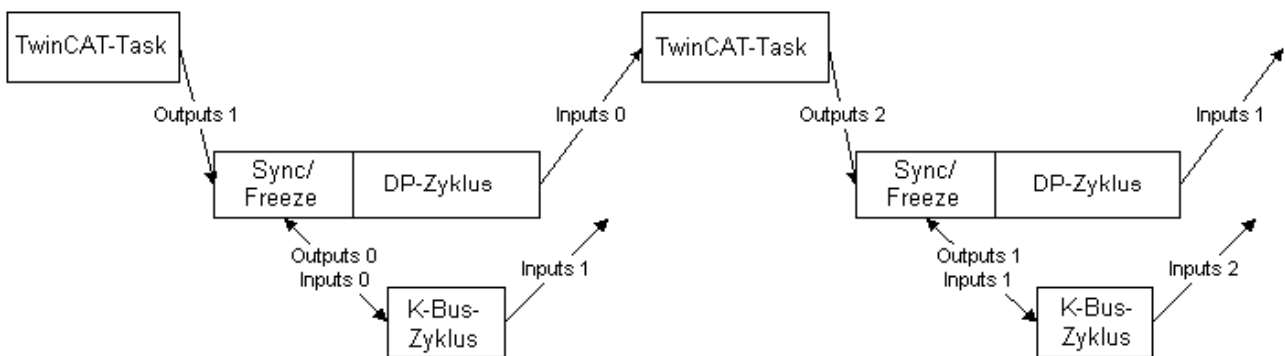 TwinCAT-Task
TwinCAT-Task
Outputs 1
Inputs 0
Outputs 2
Inputs 1
Sync/
Freeze
DP-Zyklus
Sync/
Freeze
DP-Zyklus
Outputs 0
Inputs 0
Inputs 1
Outputs 1
Inputs 1
Inputs 2
K-Bus-
Zyklus
K-Bus-
Zyklus